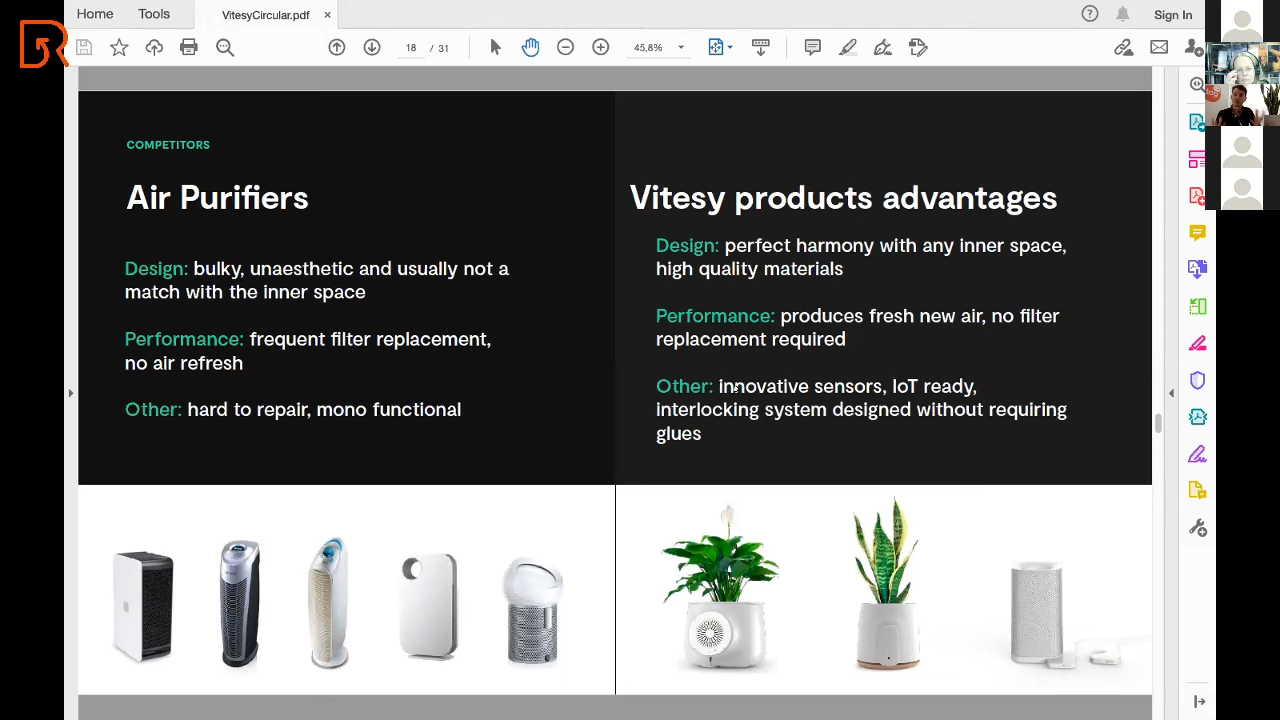 Home
Tools
VitesyCircular.pdf
Sign In
18 / 31
45,8%
COMPETITORS
Air Purifiers
Design: bulky, unaesthetic and usually not a
match with the inner space
Performance: frequent filter replacement,
no air refresh
Other: hard to repair, mono functional
Vitesy products advantages
Design: perfect harmony with any inner space,
high quality materials
Performance: produces fresh new air, no filter
replacement required
Other: innovative sensors, IoT ready,
interlocking system designed without requiring
glues